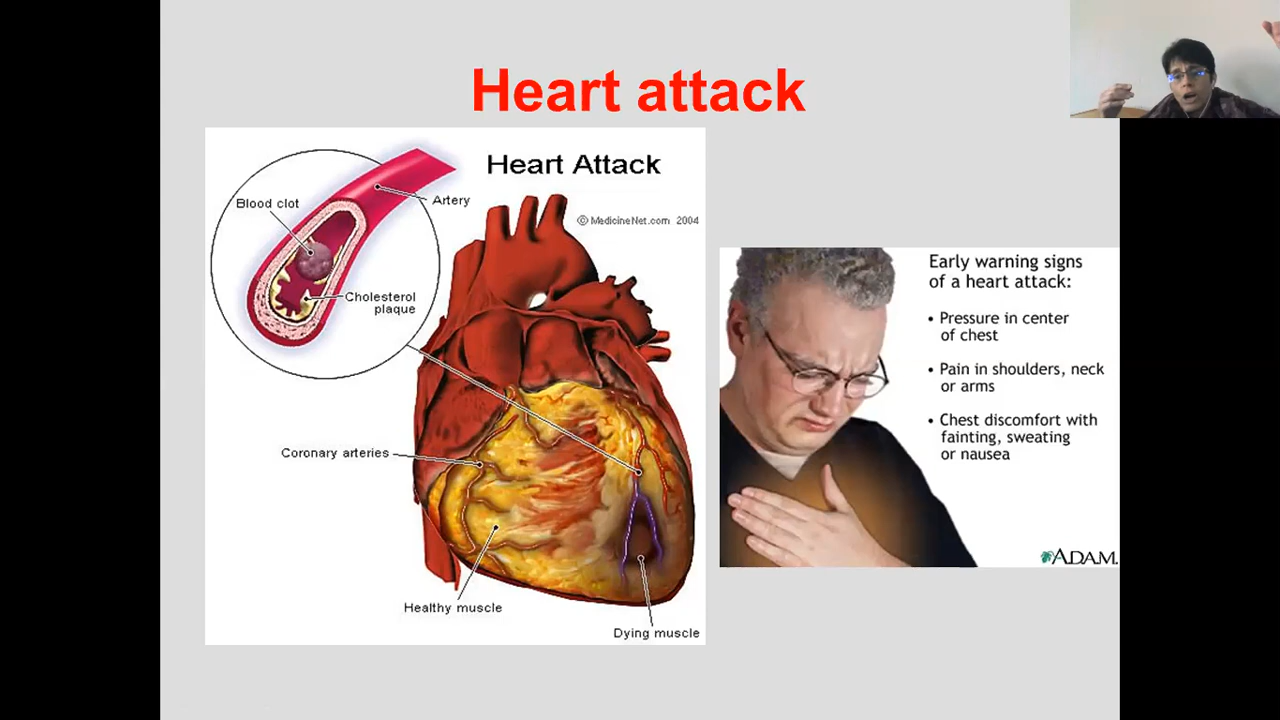 Heart attack
Heart Attack
© MedicineNet.com 2004
Blood clot
Artery
Cholesterol
plaque
Coronary arteries
Healthy muscle
Dying muscle
Early warning signs
of a heart attack:
• Pressure in center
of chest
• Pain in shoulders, neck
or arms
• Chest discomfort with
fainting, sweating
or nausea
A.D.A.M.